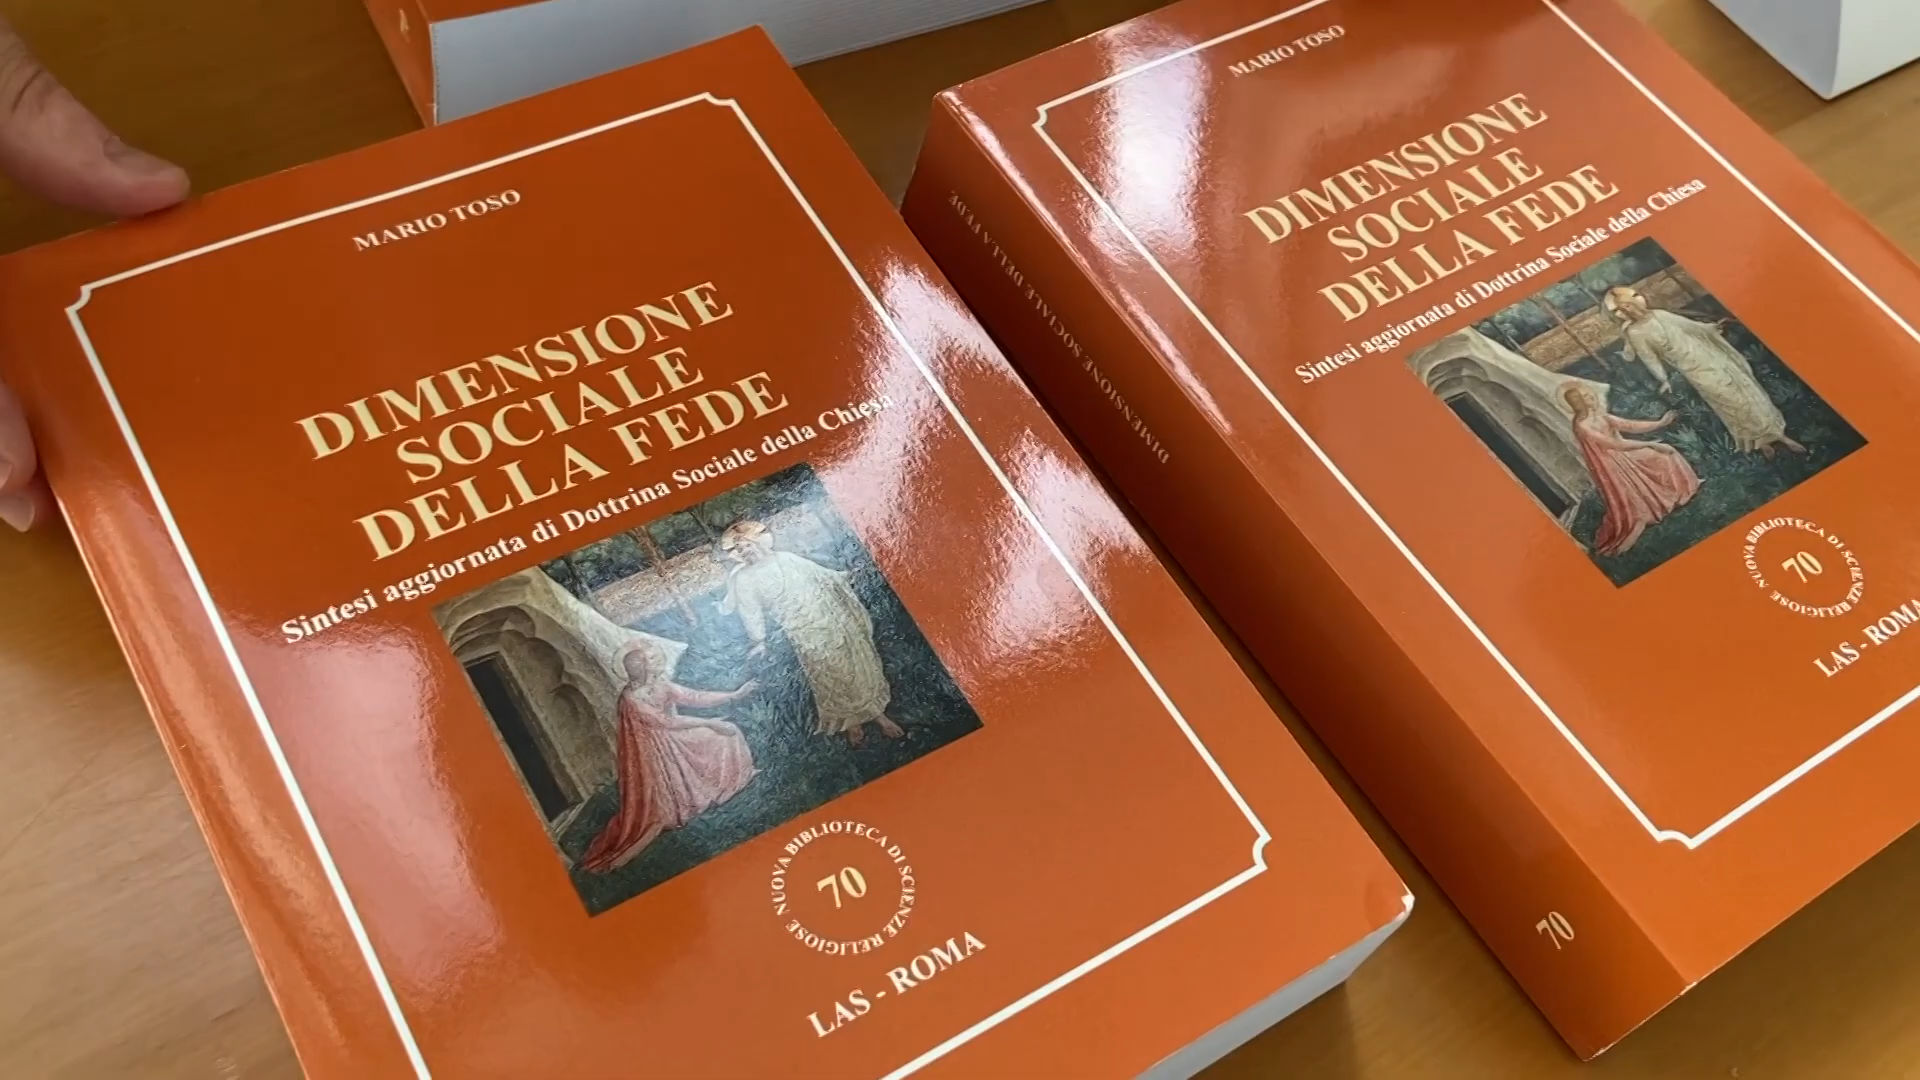 MARIO TOSO
DIMENSIONE
SOCIALE
DELLA FEDE
Sintesi aggiornata di Dottrina Sociale della Chiesa
NUOVA BIBLIOTECA DI SCIENZE RELIGIOSE
70
LAS - ROMA
DIMENSIONE SOCIALE DELLA FEDE
70
MARIO TOSO
DIMENSIONE
SOCIALE
DELLA FEDE
Sintesi aggiornata di Dottrina Sociale della Chiesa
NUOVA BIBLIOTECA DI SCIENZE RELIGIOSE
70
LAS - ROMA